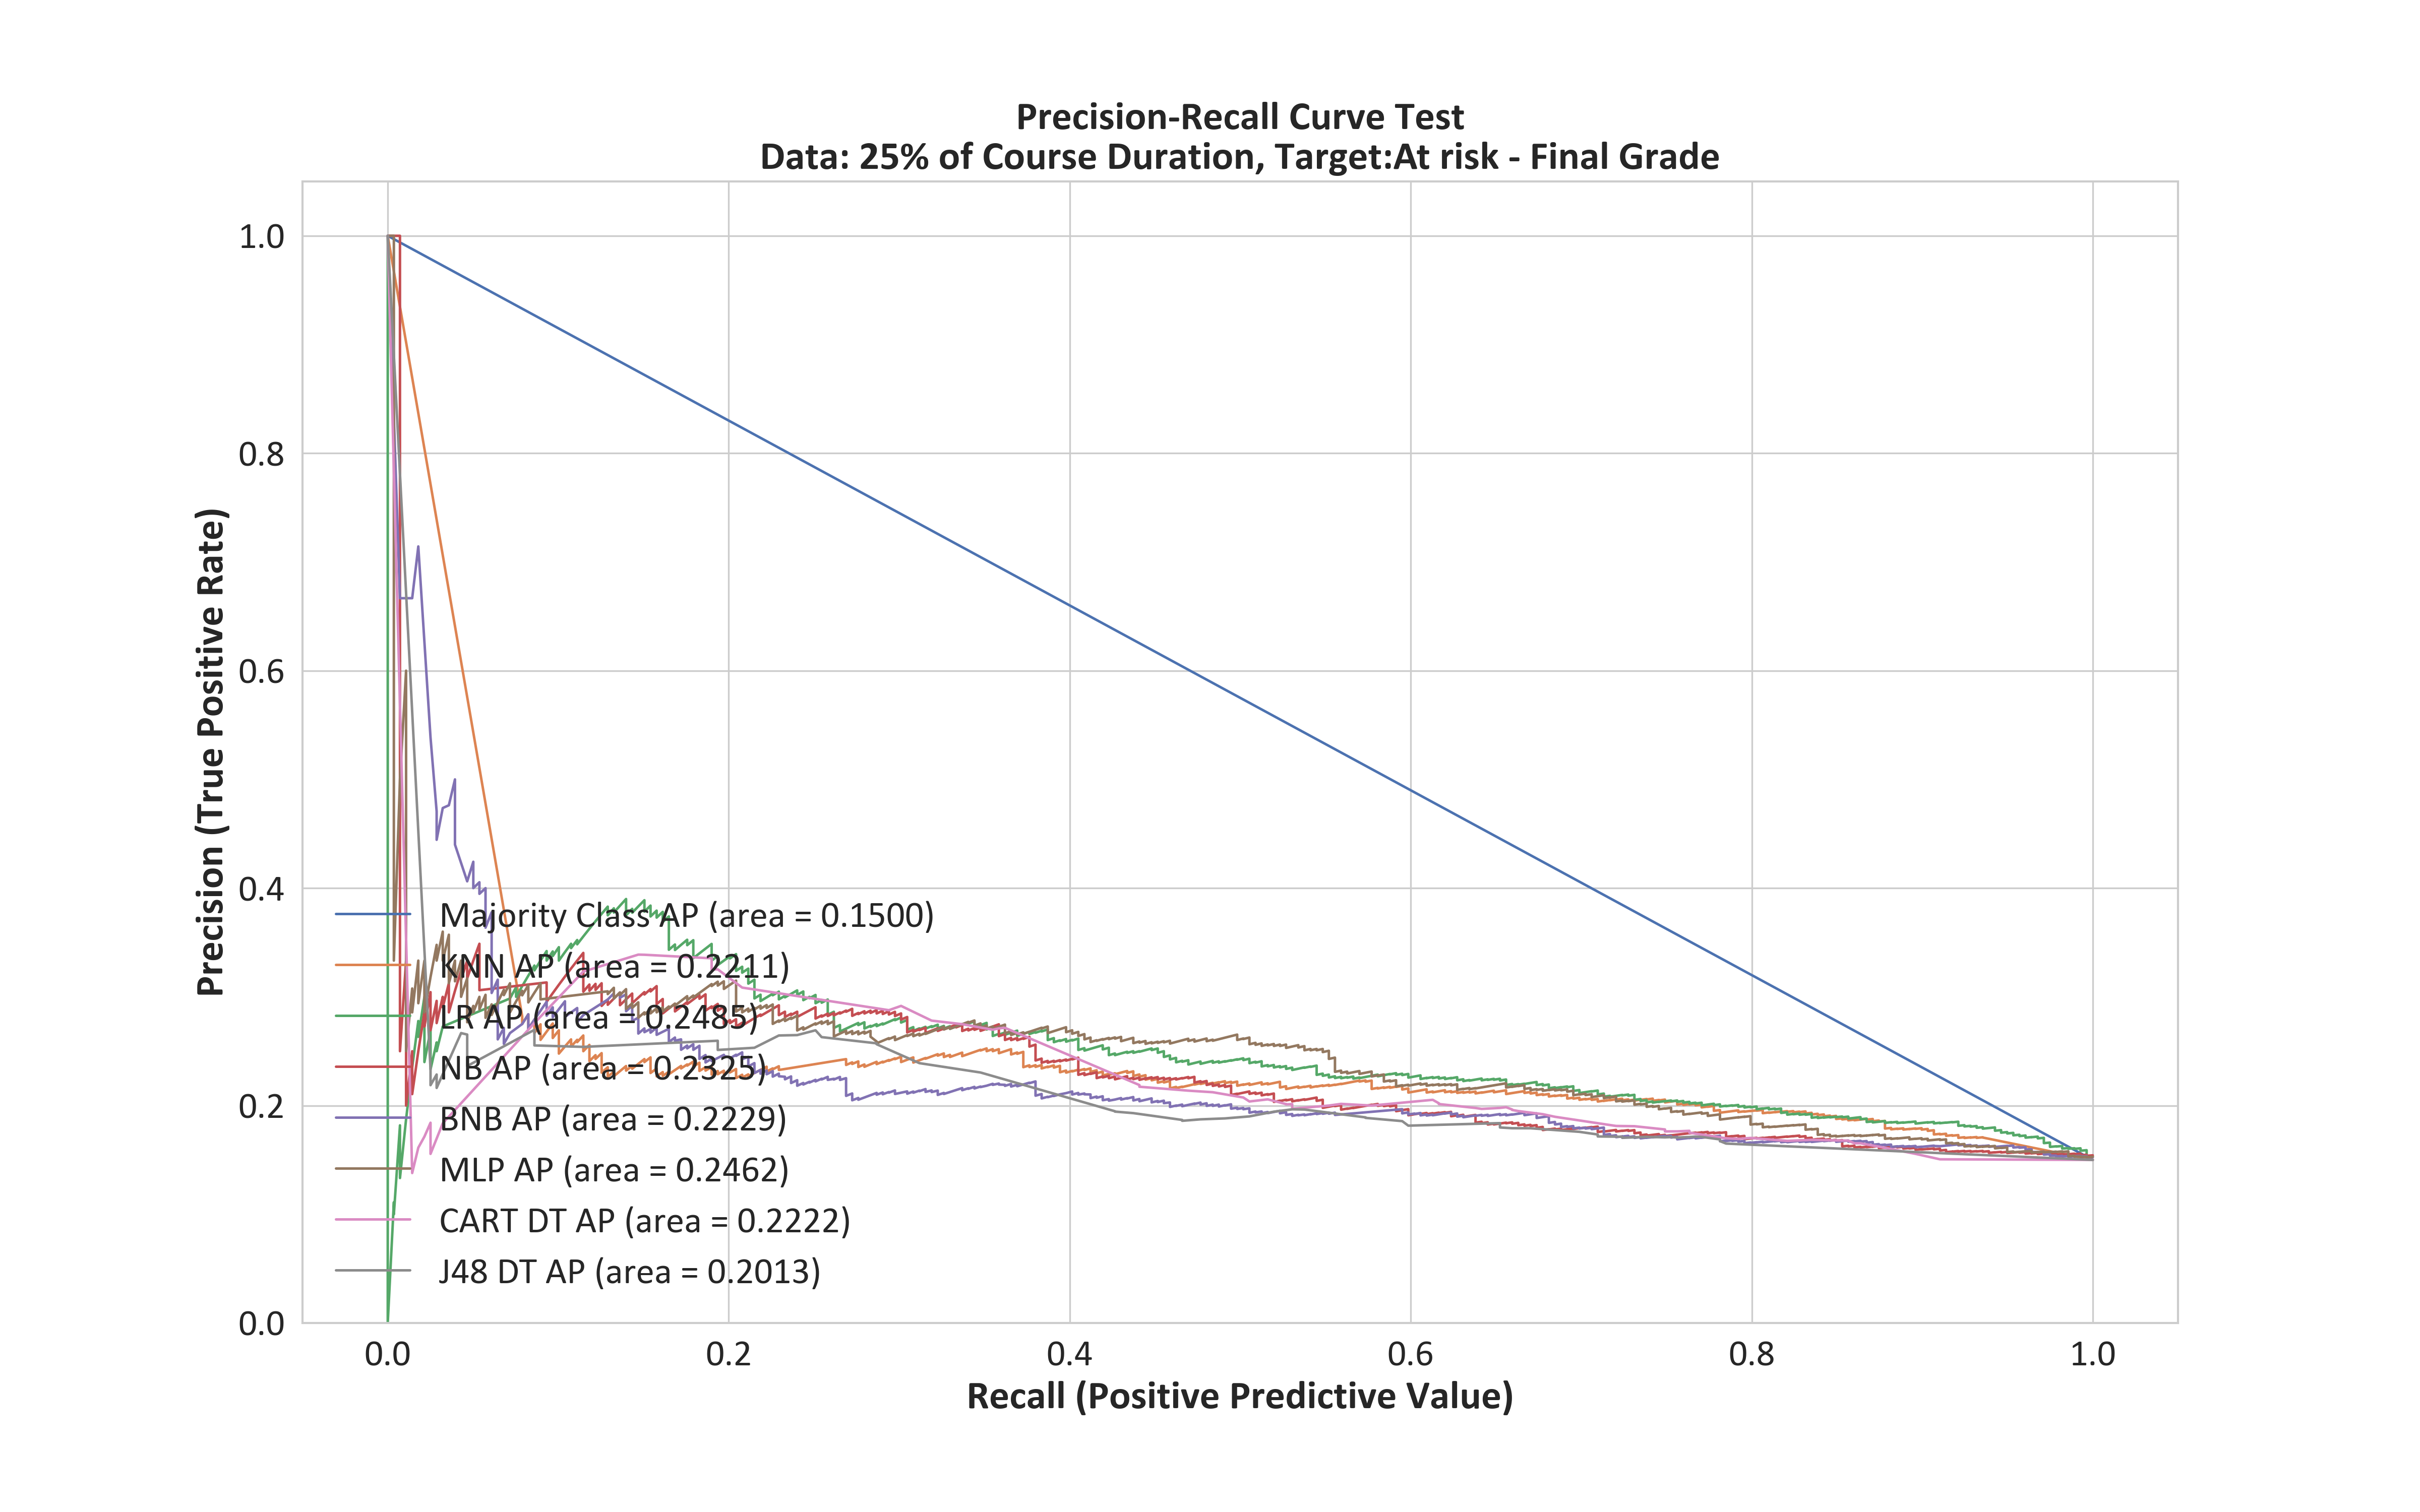 Precision-Recall Curve Test
Data: 25% of Course Duration, Target:At risk - Final Grade
Precision (True Positive Rate)
1.0
0.8
0.6
0.4
0.2
0.0
Majority Class AP (area = 0.1500)
KNN AP (area = 0.2211)
LR AP (area = 0.2485)
NB AP (area = 0.2325)
BNB AP (area = 0.2229)
MLP AP (area = 0.2462)
CART DT AP (area = 0.2222)
J48 DT AP (area = 0.2013)
0.0 0.2 0.4 0.6 0.8 1.0
Recall (Positive Predictive Value)